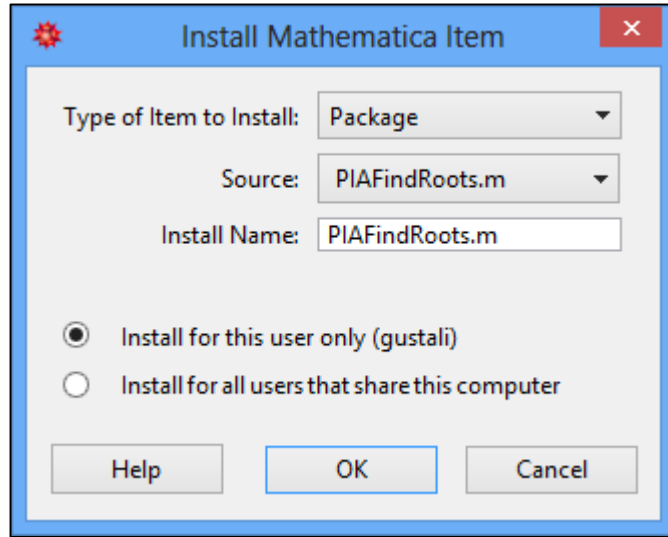 Install Mathematica Item
Type of Item to Install: Package
Source: PIAFindRoots.m
Install Name: PIAFindRoots.m
Install for this user only (gustali)
Install for all users that share this computer
Help OK Cancel